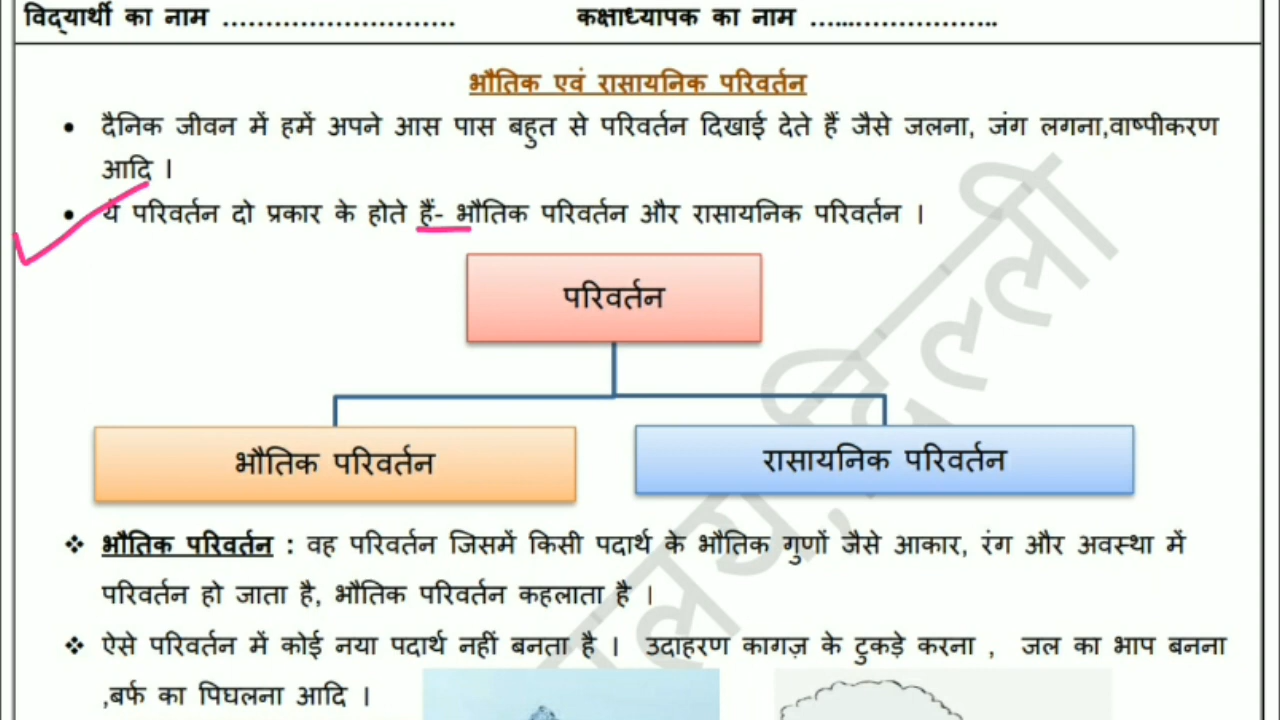 विद्यार्थी का नाम ............................ कक्षाध्यापक का नाम ........................
भौतिक एवं रासायनिक परिवर्तन
• दैनिक जीवन में हमें अपने आस पास बहुत से परिवर्तन दिखाई देते हैं जैसे जलना, जंग लगना,वाष्पीकरण
आदि ।
• ये परिवर्तन दो प्रकार के होते हैं- भौतिक परिवर्तन और रासायनिक परिवर्तन ।
परिवर्तन
भौतिक परिवर्तन रासायनिक परिवर्तन
❖ भौतिक परिवर्तन : वह परिवर्तन जिसमें किसी पदार्थ के भौतिक गुणों जैसे आकार, रंग और अवस्था में
परिवर्तन हो जाता है, भौतिक परिवर्तन कहलाता है ।
❖ ऐसे परिवर्तन में कोई नया पदार्थ नहीं बनता है । उदाहरण कागज़ के टुकड़े करना , जल का भाप बनना
,बर्फ का पिघलना आदि ।